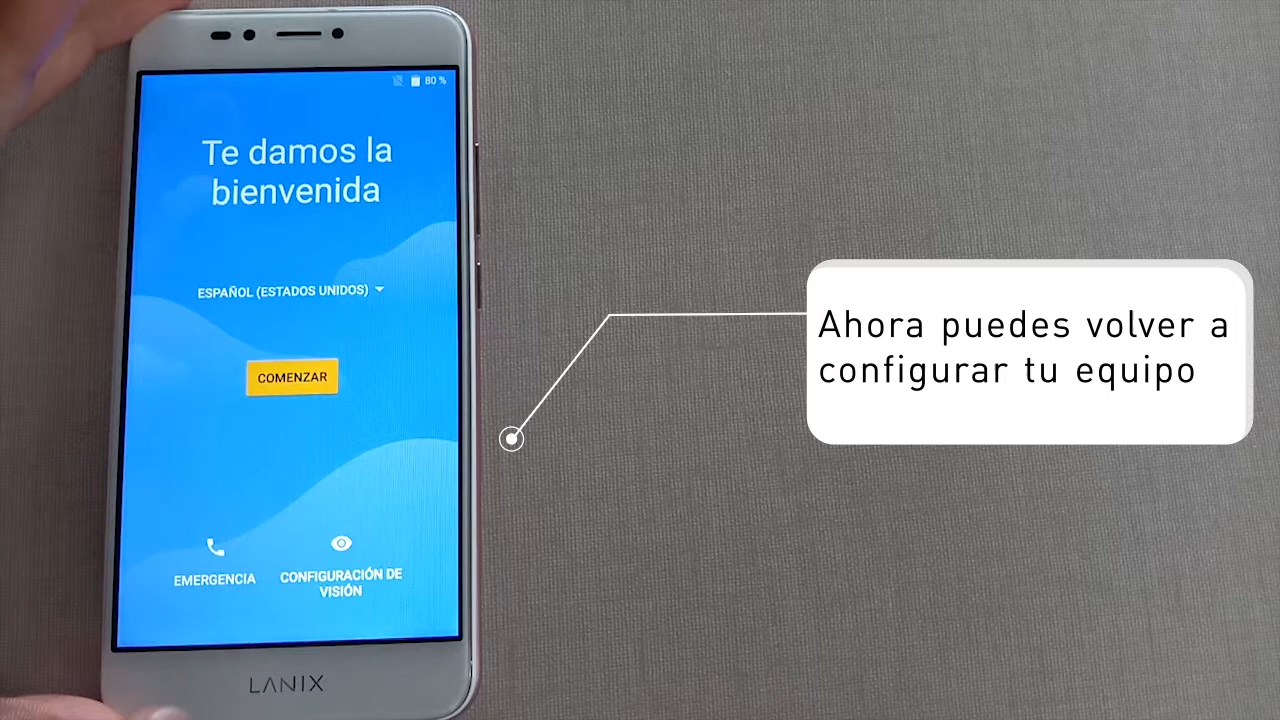 80 %
Te damos la
bienvenida
ESPAÑOL (ESTADOS UNIDOS)
COMENZAR
EMERGENCIA
CONFIGURACIÓN DE
VISIÓN
LANIX
Ahora puedes volver a
configurar tu equipo